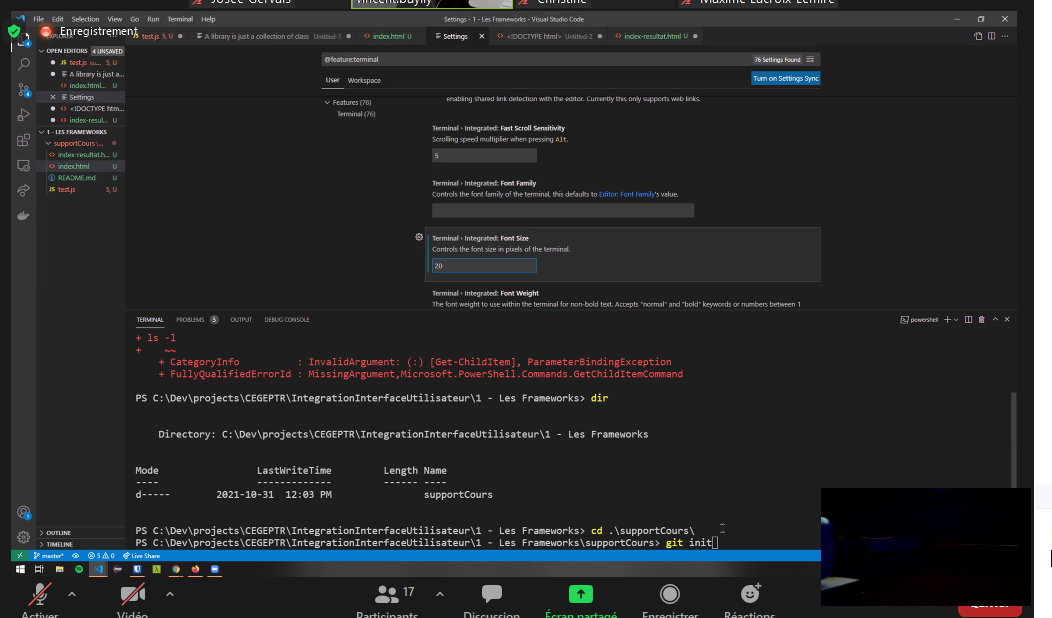 Josée Gervais
vincent.bayily
Christine
Maxime Lacroix-Lemire
Enregistrement
File Edit Selection View Go Run Terminal Help
Settings - 1 - Les Frameworks - Visual Studio Code
EXPLORER
test.js 5, U
A library is just a collection of class Untitled-1
index.html U
Settings
<!DOCTYPE html> Untitled-2
index-resultat.html U
OPEN EDITORS 4 UNSAVED
JS test.js su... 5, U
A library is just a...
index.html... U
Settings
<!DOCTYPE htm...
index-resul... U
1 - LES FRAMEWORKS
supportCours\...
index-resultat.h... U
index.html U
README.md U
JS test.js 5, U
OUTLINE
TIMELINE
@feature:terminal
76 Settings Found
User Workspace
Turn on Settings Sync
Features (76)
Terminal (76)
enabling shared link detection with the editor. Currently this only supports web links.
Terminal › Integrated: Fast Scroll Sensitivity
Scrolling speed multiplier when pressing Alt.
5
Terminal › Integrated: Font Family
Controls the font family of the terminal, this defaults to Editor: Font Family's value.
Terminal › Integrated: Font Size
Controls the font size in pixels of the terminal.
20
Terminal › Integrated: Font Weight
The font weight to use within the terminal for non-bold text. Accepts "normal" and "bold" keywords or numbers between 1
TERMINAL PROBLEMS 5 OUTPUT DEBUG CONSOLE
powershell
+ ls -l
+    ~~
+ CategoryInfo          : InvalidArgument: (:) [Get-ChildItem], ParameterBindingException
+ FullyQualifiedErrorId : MissingArgument,Microsoft.PowerShell.Commands.GetChildItemCommand
PS C:\Dev\projects\CEGEPTR\IntegrationInterfaceUtilisateur\1 - Les Frameworks> dir
Directory: C:\Dev\projects\CEGEPTR\IntegrationInterfaceUtilisateur\1 - Les Frameworks
Mode LastWriteTime Length Name
---- ------------- ------ ----
d----- 2021-10-31 12:03 PM supportCours
PS C:\Dev\projects\CEGEPTR\IntegrationInterfaceUtilisateur\1 - Les Frameworks> cd .\supportCours\
PS C:\Dev\projects\CEGEPTR\IntegrationInterfaceUtilisateur\1 - Les Frameworks\supportCours> git init
master* 5 0 Live Share
17
Activer
Vidéo
Participants
Discussion
Écran partagé
Enregistrer
Réactions
Quitter